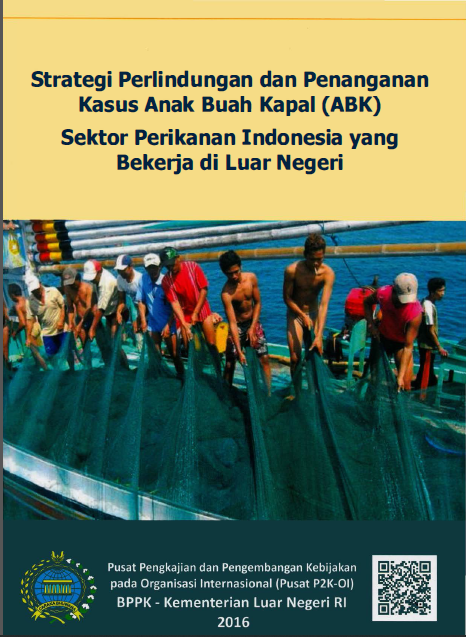 Strategi Perlindungan dan Penanganan
Kasus Anak Buah Kapal (ABK)
Sektor Perikanan Indonesia yang
Bekerja di Luar Negeri
Pusat Pengkajian dan Pengembangan Kebijakan
pada Organisasi Internasional (Pusat P2K-OI)
BPPK - Kementerian Luar Negeri RI
2016